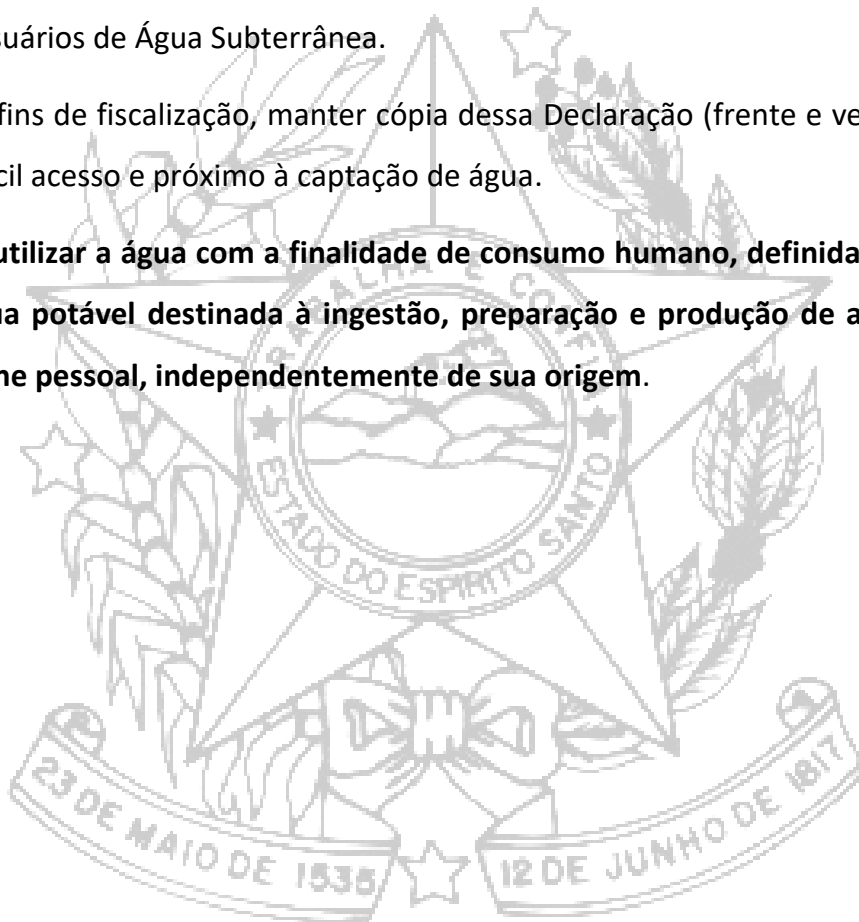 suários de Água Subterrânea.
fins de fiscalização, manter cópia dessa Declaração (frente e ve
cil acesso e próximo à captação de água.
utilizar a água com a finalidade de consumo humano, definida
a potável destinada à ingestão, preparação e produção de a
ne pessoal, independentemente de sua origem.
TRABALHA E CONFIA
ESTADO DO ESPIRITO SANTO
23 DE MAIO DE 1535
12 DE JUNHO DE 1817